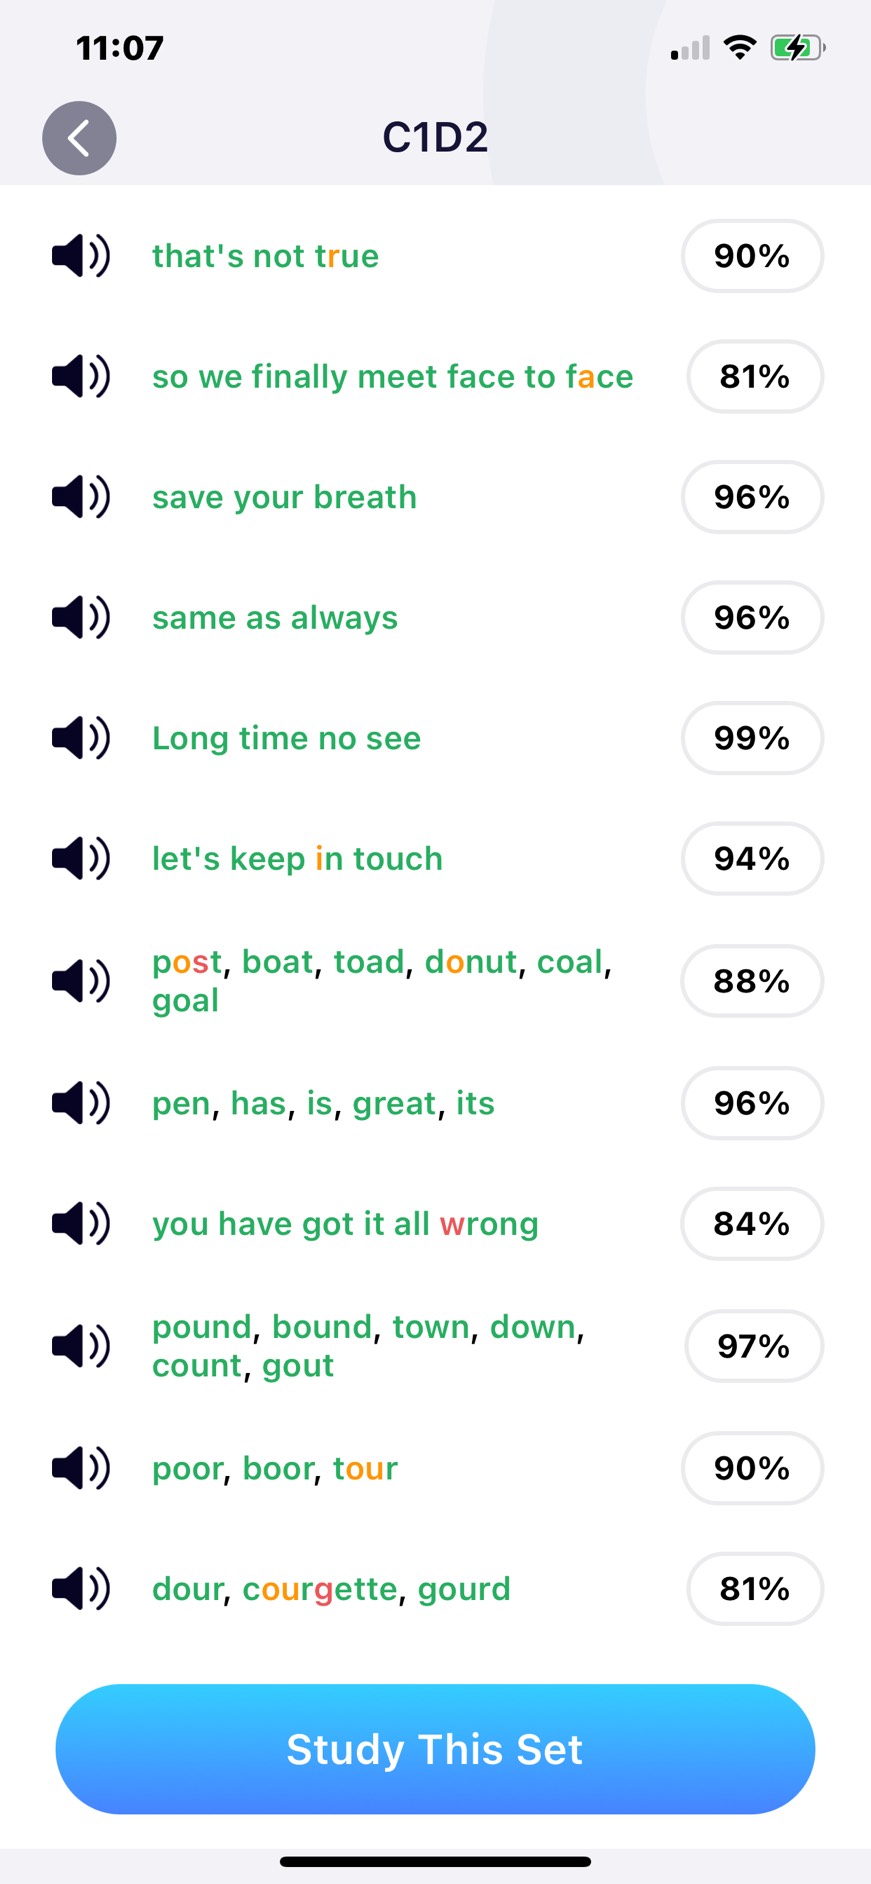 11:07
C1D2
that's not true
90%
so we finally meet face to face
81%
save your breath
96%
same as always
96%
Long time no see
99%
let's keep in touch
94%
post, boat, toad, donut, coal,
goal
88%
pen, has, is, great, its
96%
you have got it all wrong
84%
pound, bound, town, down,
count, gout
97%
poor, boor, tour
90%
dour, courgette, gourd
81%
Study This Set